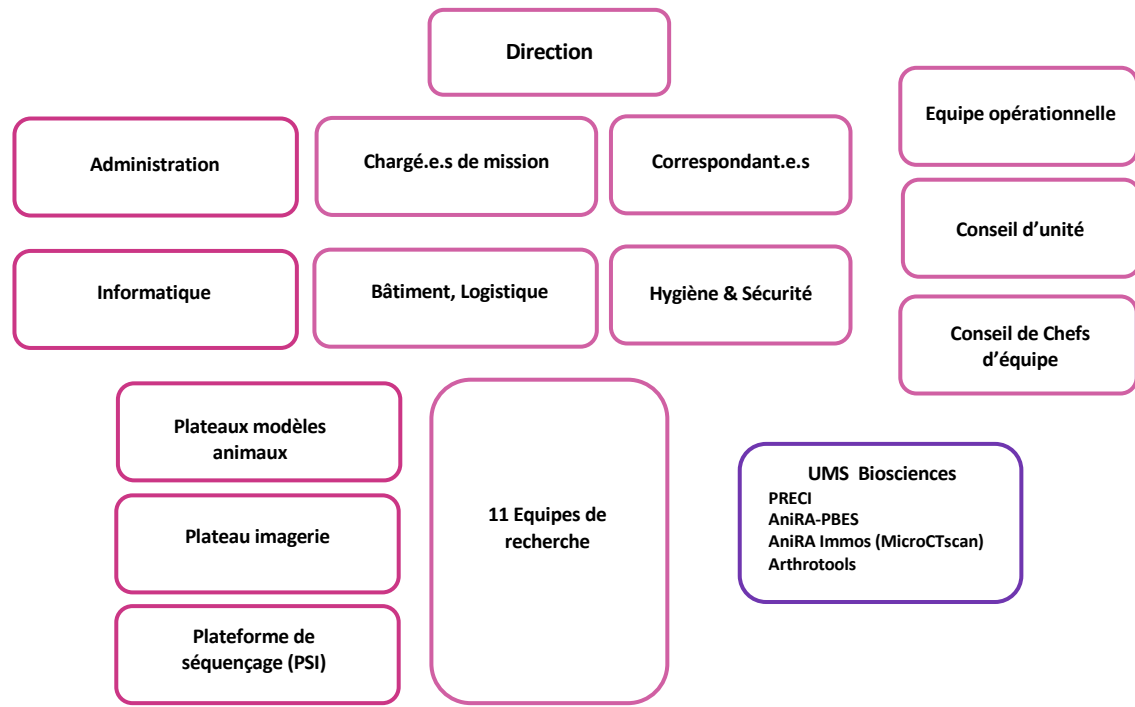 Direction
Equipe opérationnelle
Administration
Chargé.e.s de mission
Correspondant.e.s
Conseil d’unité
Informatique
Bâtiment, Logistique
Hygiène & Sécurité
Conseil de Chefs
d’équipe
Plateaux modèles
animaux
Plateau imagerie
Plateforme de
séquençage (PSI)
11 Equipes de
recherche
UMS  Biosciences
PRECI
AniRA-PBES
AniRA Immos (MicroCTscan)
Arthrotools